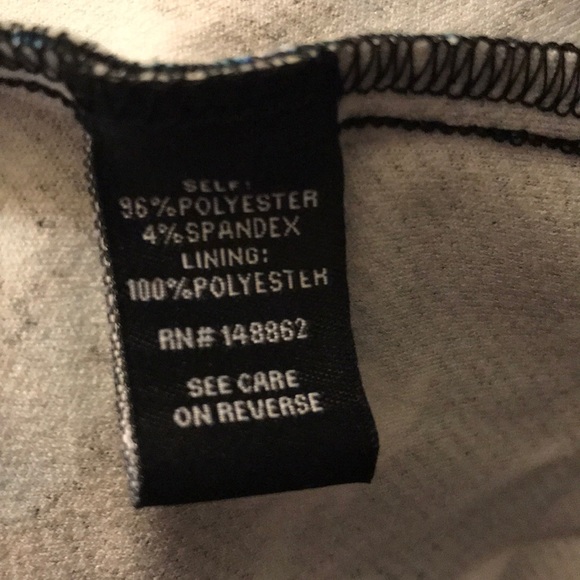 SELF:
96%POLYESTER
4%SPANDEX
LINING:
100%POLYESTER
RN#148862
SEE CARE
ON REVERSE